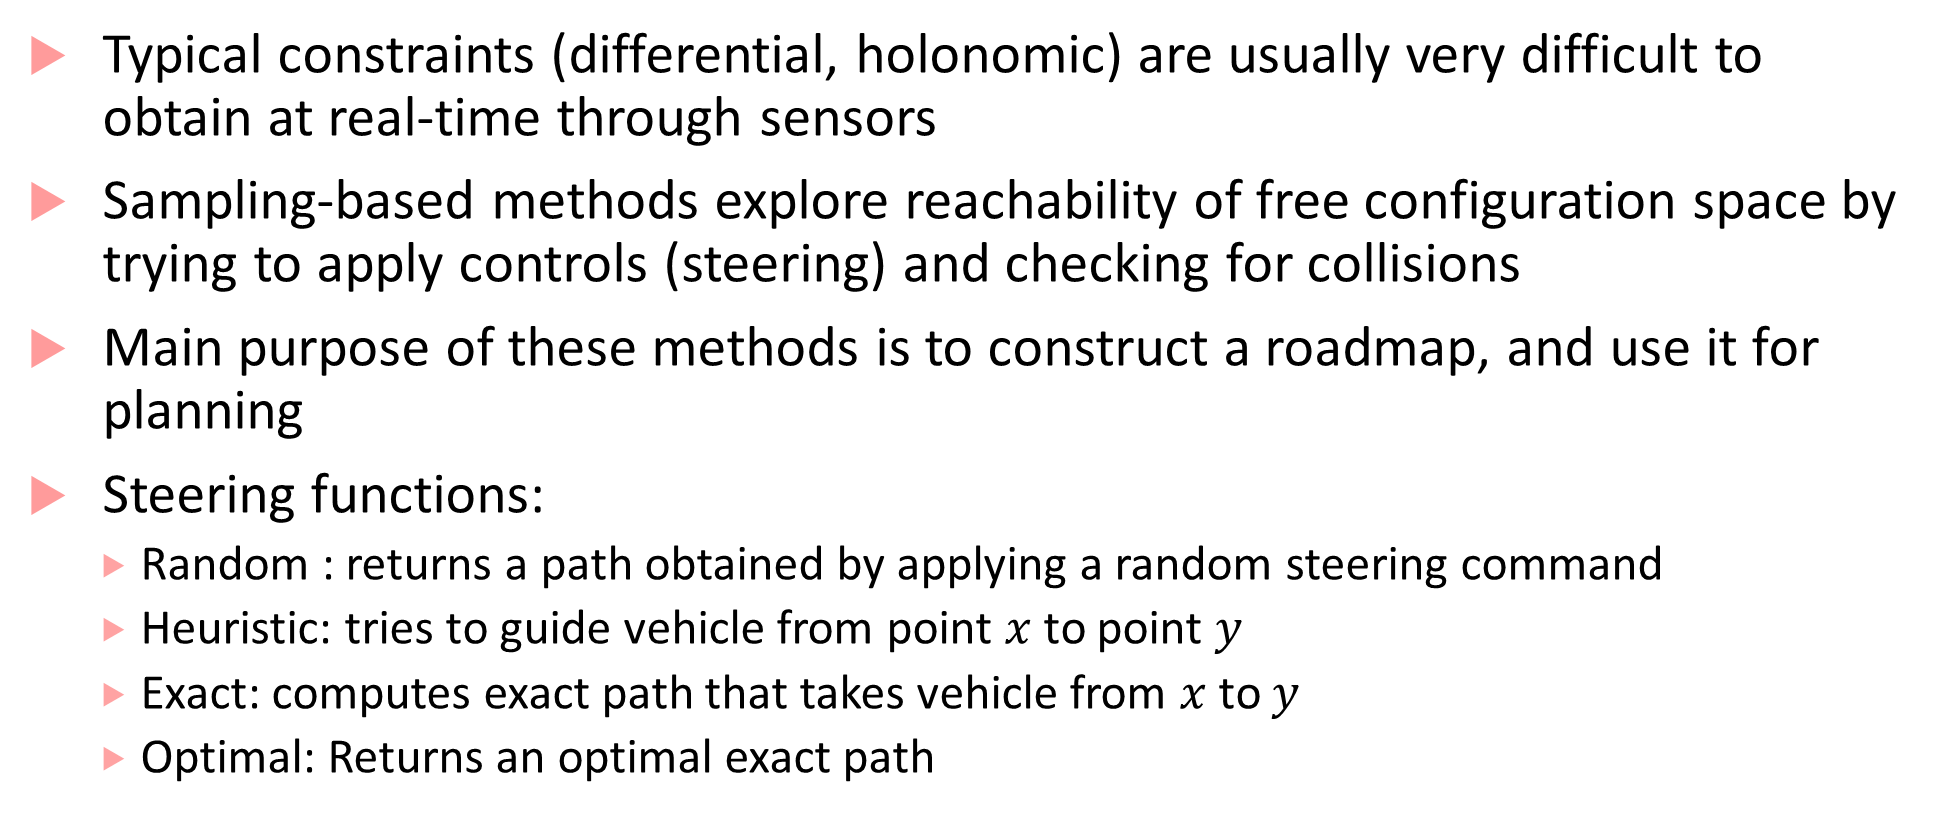 Typical constraints (differential, holonomic) are usually very difficult to
obtain at real-time through sensors
Sampling-based methods explore reachability of free configuration space by
trying to apply controls (steering) and checking for collisions
Main purpose of these methods is to construct a roadmap, and use it for
planning
Steering functions:
Random : returns a path obtained by applying a random steering command
Heuristic: tries to guide vehicle from point 𝑥 to point 𝑦
Exact: computes exact path that takes vehicle from 𝑥 to 𝑦
Optimal: Returns an optimal exact path